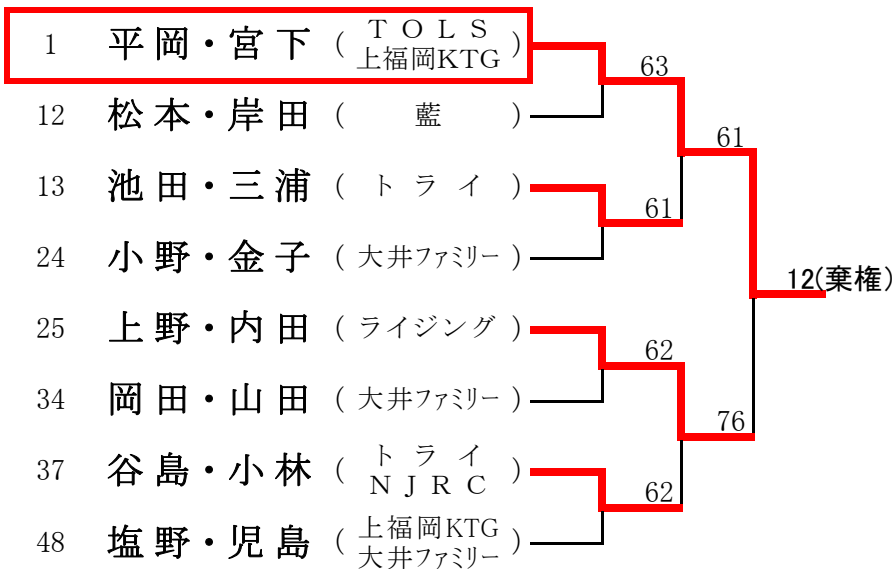 1 平岡・宮下 ( TOLS 上福岡KTG )
63
12 松本・岸田 ( 藍 )
61
13 池田・三浦 ( トライ )
61
24 小野・金子 ( 大井ファミリー )
12(棄権)
25 上野・内田 ( ライジング )
62
34 岡田・山田 ( 大井ファミリー )
76
37 谷島・小林 ( トライ NJRC )
62
48 塩野・児島 ( 上福岡KTG 大井ファミリー )